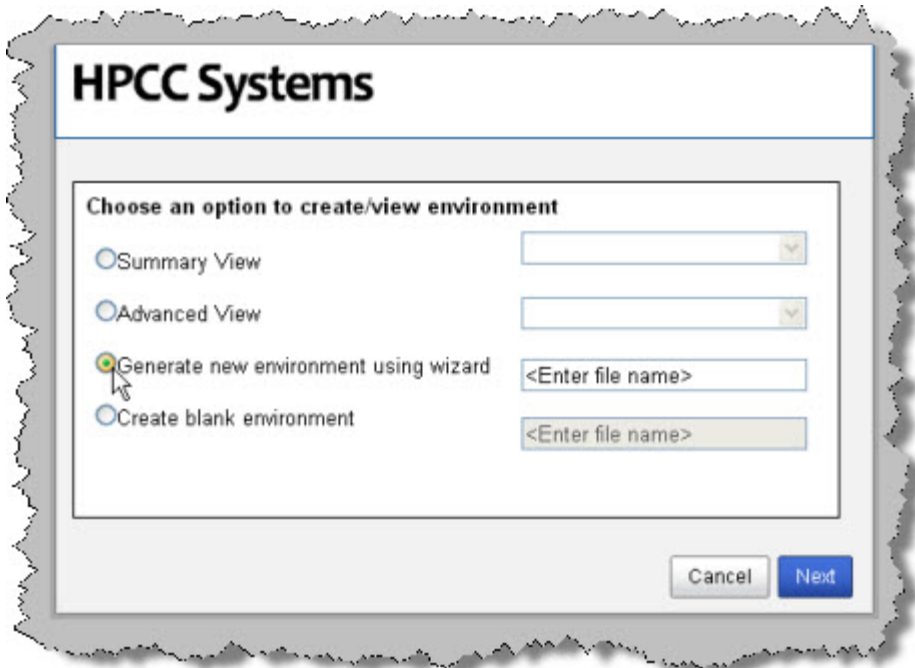 HPCC Systems
Choose an option to create/view environment
Summary View
Advanced View
Generate new environment using wizard
<Enter file name>
Create blank environment
<Enter file name>
Cancel
Next